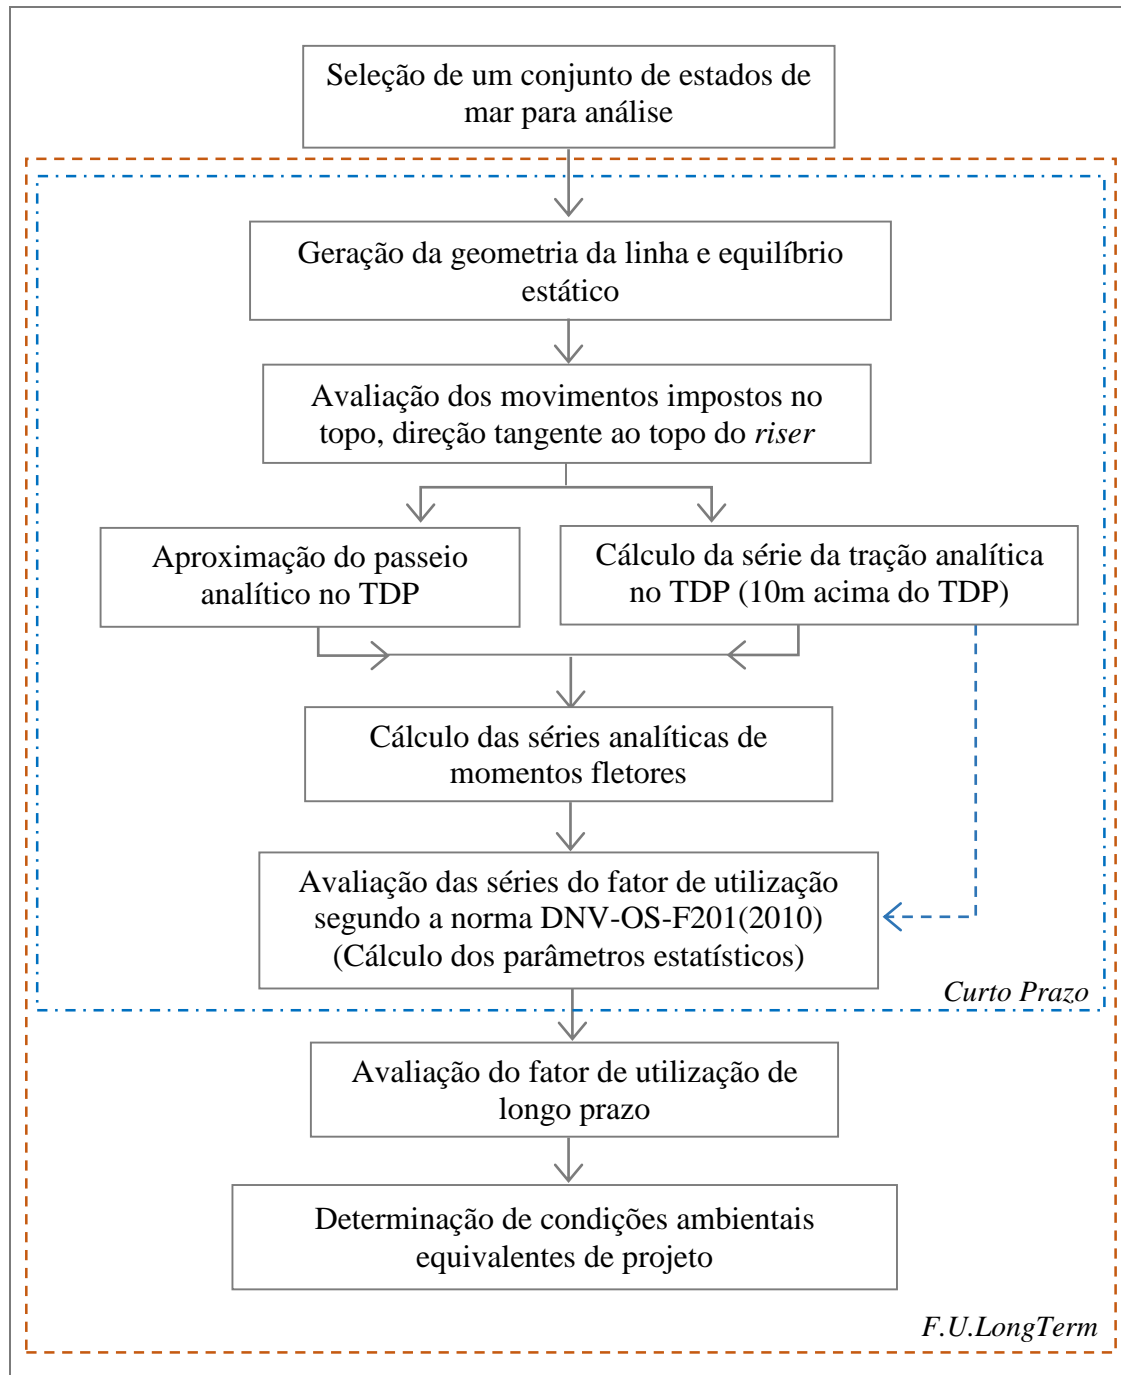 Seleção de um conjunto de estados de
mar para análise
Geração da geometria da linha e equilíbrio
estático
Avaliação dos movimentos impostos no
topo, direção tangente ao topo do riser
Aproximação do passeio
analítico no TDP
Cálculo da série da tração analítica
no TDP (10m acima do TDP)
Cálculo das séries analíticas de
momentos fletores
Avaliação das séries do fator de utilização
segundo a norma DNV-OS-F201(2010)
(Cálculo dos parâmetros estatísticos)
Curto Prazo
Avaliação do fator de utilização de
longo prazo
Determinação de condições ambientais
equivalentes de projeto
F.U.LongTerm